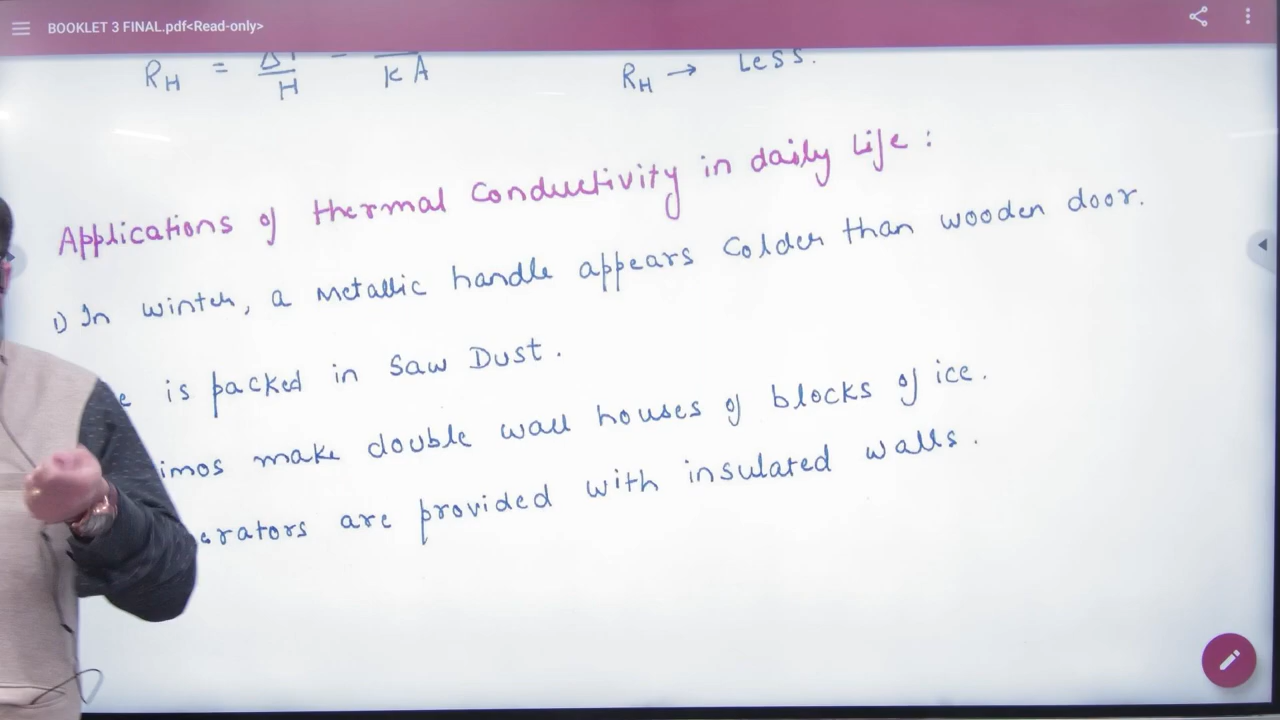 BOOKLET 3 FINAL.pdf<Read-only>
R_H = ΔT/H = /KA R_H → Less.
Applications of thermal Conductivity in daily Life :
1) In winter, a Metallic handle appears Colder than wooden door.
is packed in Saw Dust.
make double wall houses of blocks of ice.
are provided with insulated walls.